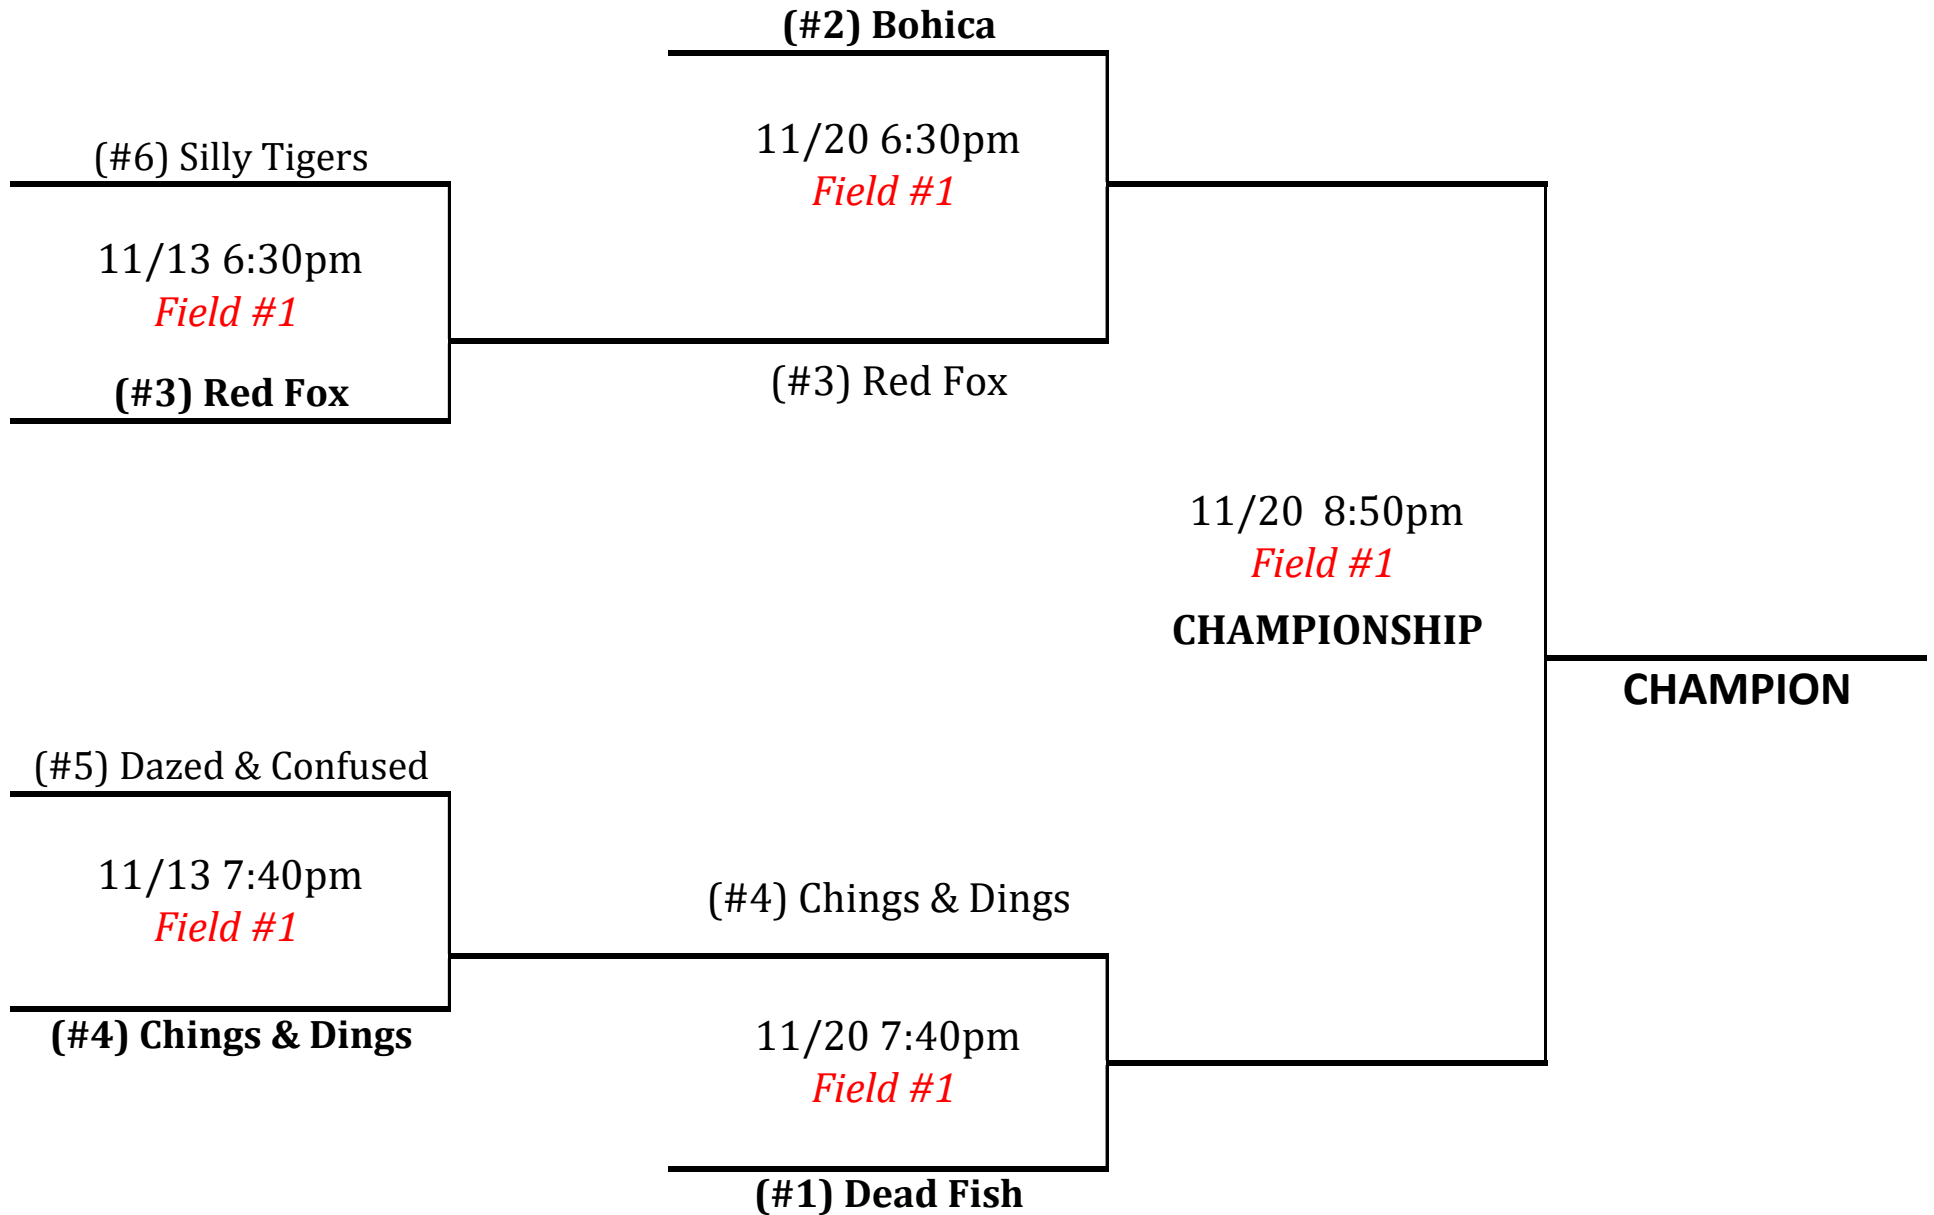 (#2) Bohica
11/20 6:30pm
Field #1
(#6) Silly Tigers
11/13 6:30pm
Field #1
(#3) Red Fox
(#3) Red Fox
11/20  8:50pm
Field #1
CHAMPIONSHIP
CHAMPION
(#5) Dazed & Confused
11/13 7:40pm
Field #1
(#4) Chings & Dings
(#4) Chings & Dings
11/20 7:40pm
Field #1
(#1) Dead Fish